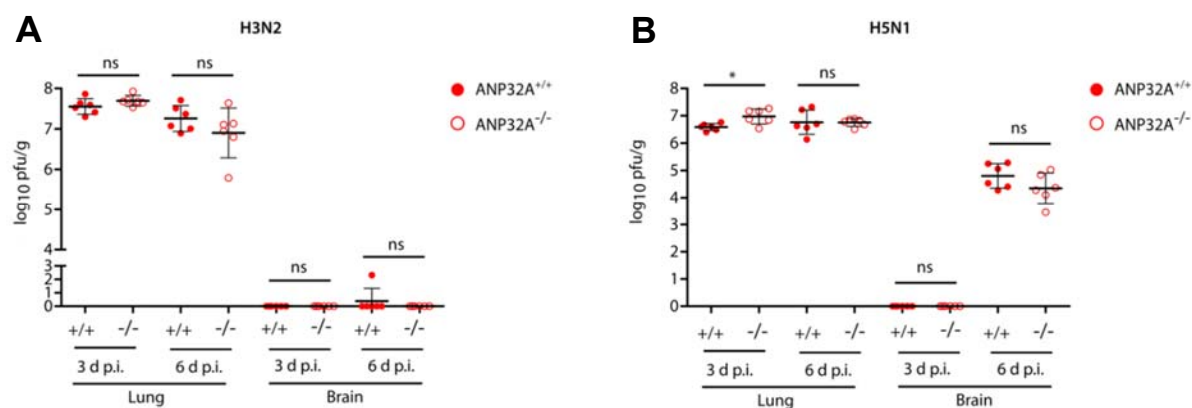 A
H3N2
ns
ns
ns
ns
log10 pfu/g
8
7
6
5
4
3
2
1
0
+/+
-/-
+/+
-/-
+/+
-/-
+/+
-/-
3 d p.i.
6 d p.i.
3 d p.i.
6 d p.i.
Lung
Brain
ANP32A+/+
ANP32A-/-
B
H5N1
*
ns
ns
ns
log10 pfu/g
8
7
6
5
4
3
2
1
0
+/+
-/-
+/+
-/-
+/+
-/-
+/+
-/-
3 d p.i.
6 d p.i.
3 d p.i.
6 d p.i.
Lung
Brain
ANP32A+/+
ANP32A-/-